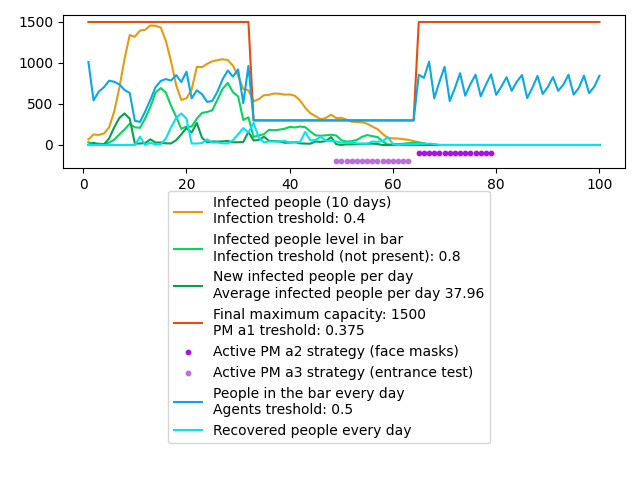 1500
1000
500
0
0 20 40 60 80 100
Infected people (10 days)
Infection treshold: 0.4
Infected people level in bar
Infection treshold (not present): 0.8
New infected people per day
Average infected people per day 37.96
Final maximum capacity: 1500
PM a1 treshold: 0.375
Active PM a2 strategy (face masks)
Active PM a3 strategy (entrance test)
People in the bar every day
Agents treshold: 0.5
Recovered people every day